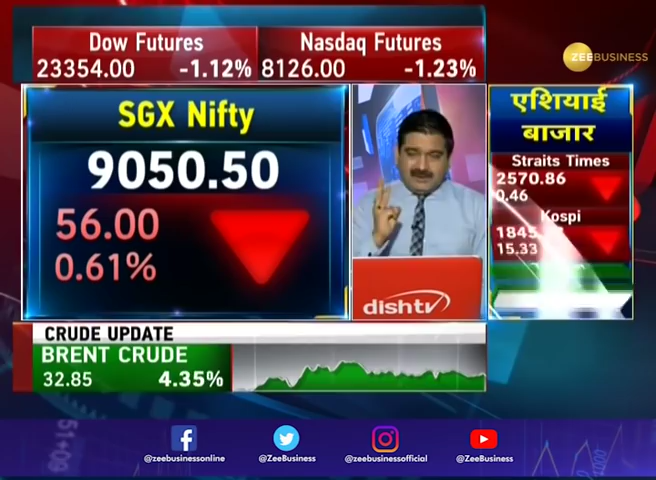 Dow Futures
23354.00 -1.12%
Nasdaq Futures
8126.00 -1.23%
ZEEBUSINESS
SGX Nifty
9050.50
56.00
0.61%
dishtv
एशियाई
बाजार
Straits Times
2570.86
0.46
Kospi
1845
15.33
CRUDE UPDATE
BRENT CRUDE
32.85 4.35%
@zeebusinessonline
@ZeeBusiness
@zeebusinessofficial
@ZeeBusiness